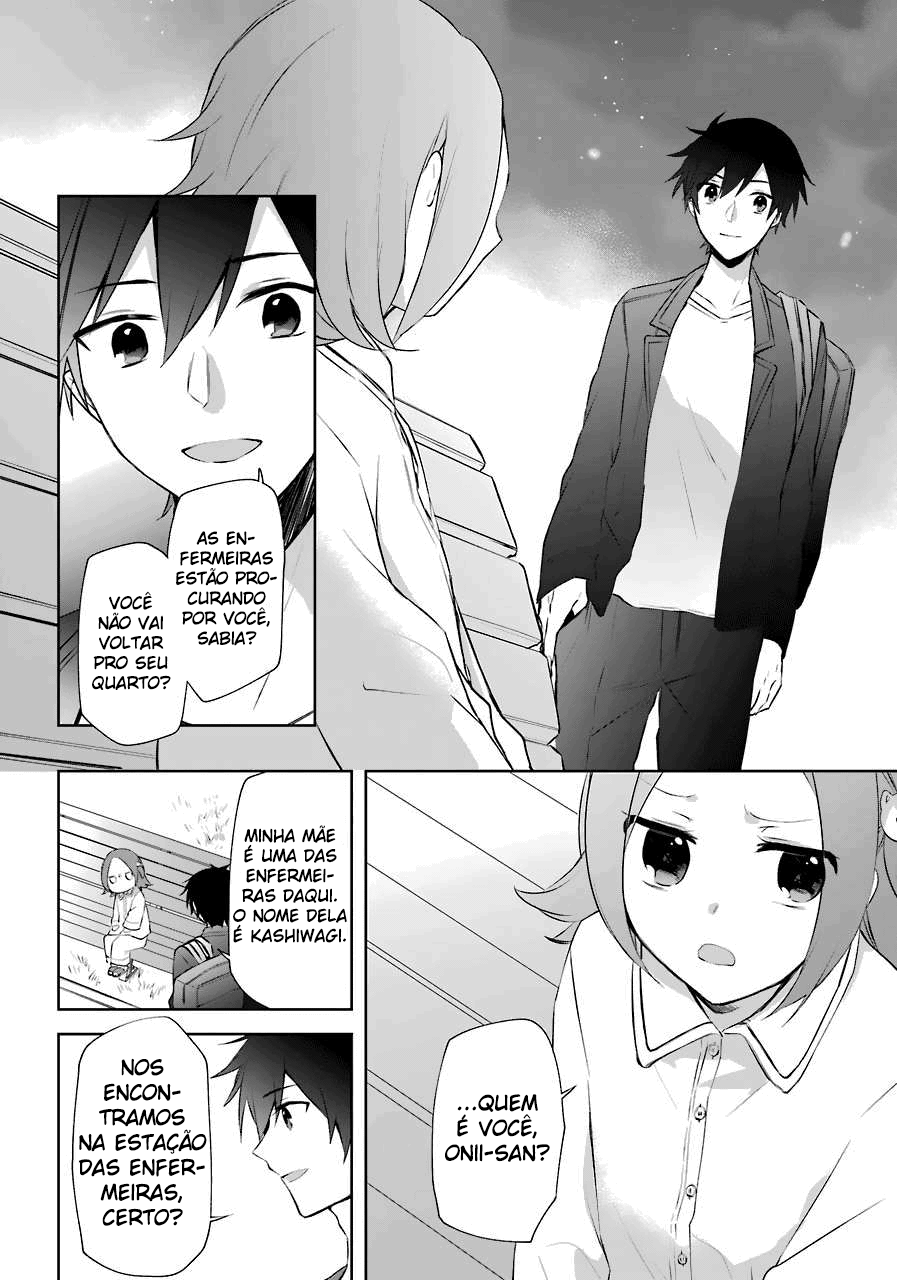 AS EN-
FERMEIRAS
ESTÃO PRO-
CURANDO
POR VOCÊ,
SABIA?
VOCÊ
NÃO VAI
VOLTAR
PRO SEU
QUARTO?
...QUEM
É VOCÊ,
ONII-SAN?
MINHA MÃE
É UMA DAS
ENFERMEI-
RAS DAQUI.
O NOME DELA
É KASHIWAGI.
NOS
ENCON-
TRAMOS
NA ESTAÇÃO
DAS ENFER-
MEIRAS,
CERTO?